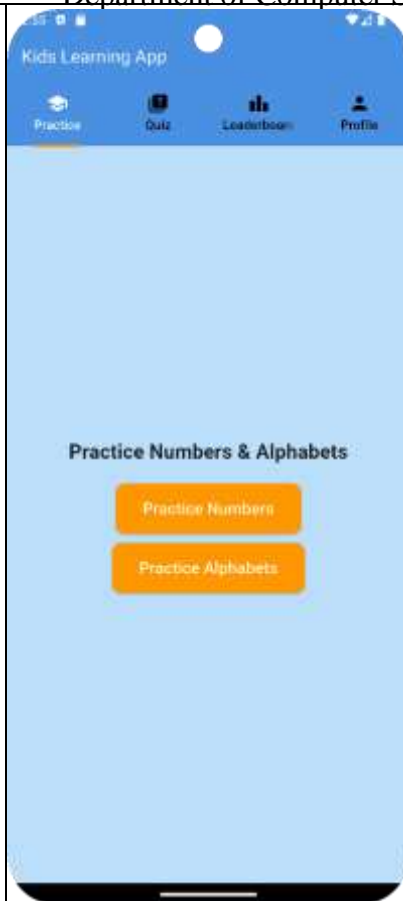 Department of Computer S
Kids Learning App
Practice
Quiz
Leaderboard
Profile
Practice Numbers & Alphabets
Practice Numbers
Practice Alphabets